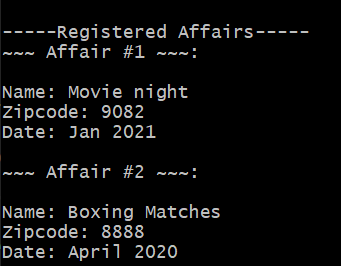 -----Registered Affairs-----
~~~ Affair #1 ~~~:
Name: Movie night
Zipcode: 9082
Date: Jan 2021
~~~ Affair #2 ~~~:
Name: Boxing Matches
Zipcode: 8888
Date: April 2020